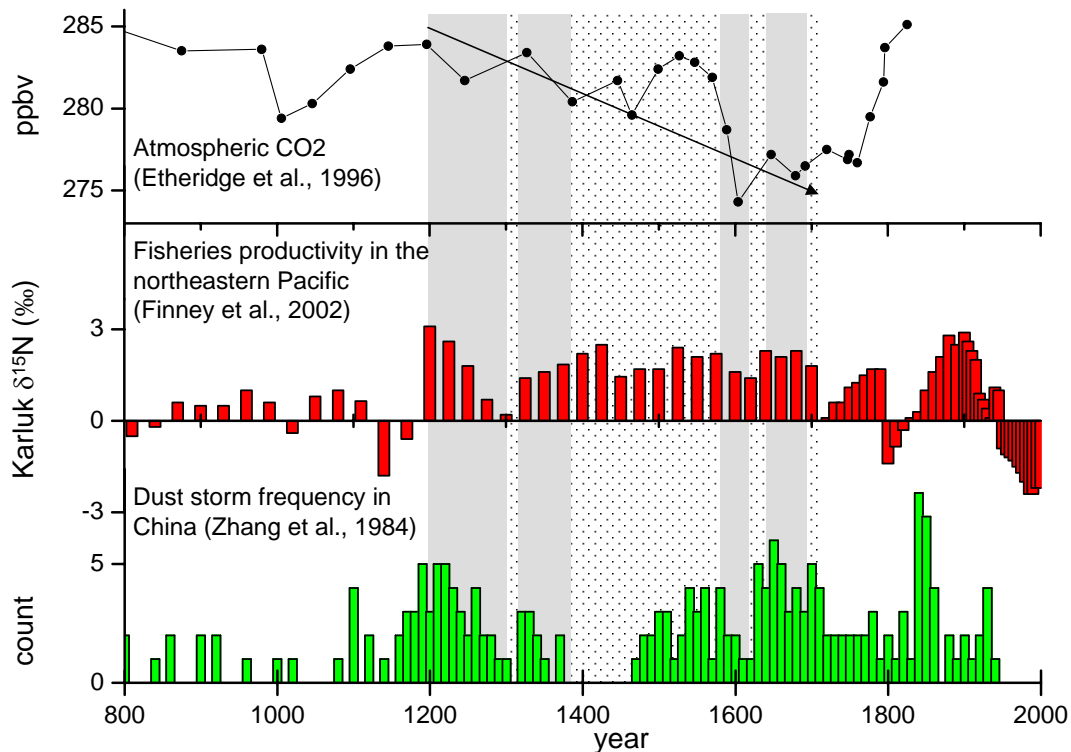 285
280
275
ppbv
Atmospheric CO2
(Etheridge et al., 1996)
Fisheries productivity in the
northeastern Pacific
(Finney et al., 2002)
3
0
-3
Karluk δ¹⁵N (‰)
Dust storm frequency in
China (Zhang et al., 1984)
5
0
count
800 1000 1200 1400 1600 1800 2000
year